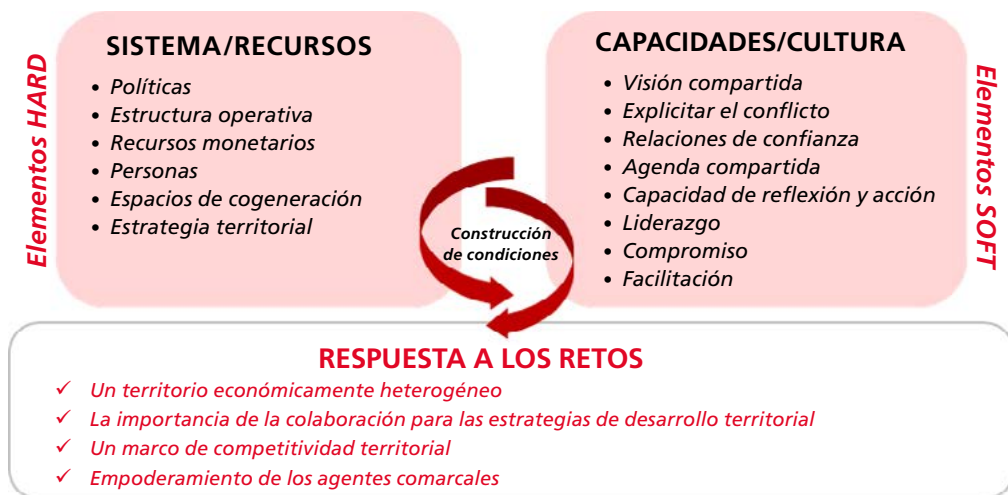 Elementos HARD
SISTEMA/RECURSOS
• Políticas
• Estructura operativa
• Recursos monetarios
• Personas
• Espacios de cogeneración
• Estrategia territorial
Construcción
de condiciones
CAPACIDADES/CULTURA
• Visión compartida
• Explicitar el conflicto
• Relaciones de confianza
• Agenda compartida
• Capacidad de reflexión y acción
• Liderazgo
• Compromiso
• Facilitación
Elementos SOFT
RESPUESTA A LOS RETOS
✓ Un territorio económicamente heterogéneo
✓ La importancia de la colaboración para las estrategias de desarrollo territorial
✓ Un marco de competitividad territorial
✓ Empoderamiento de los agentes comarcales